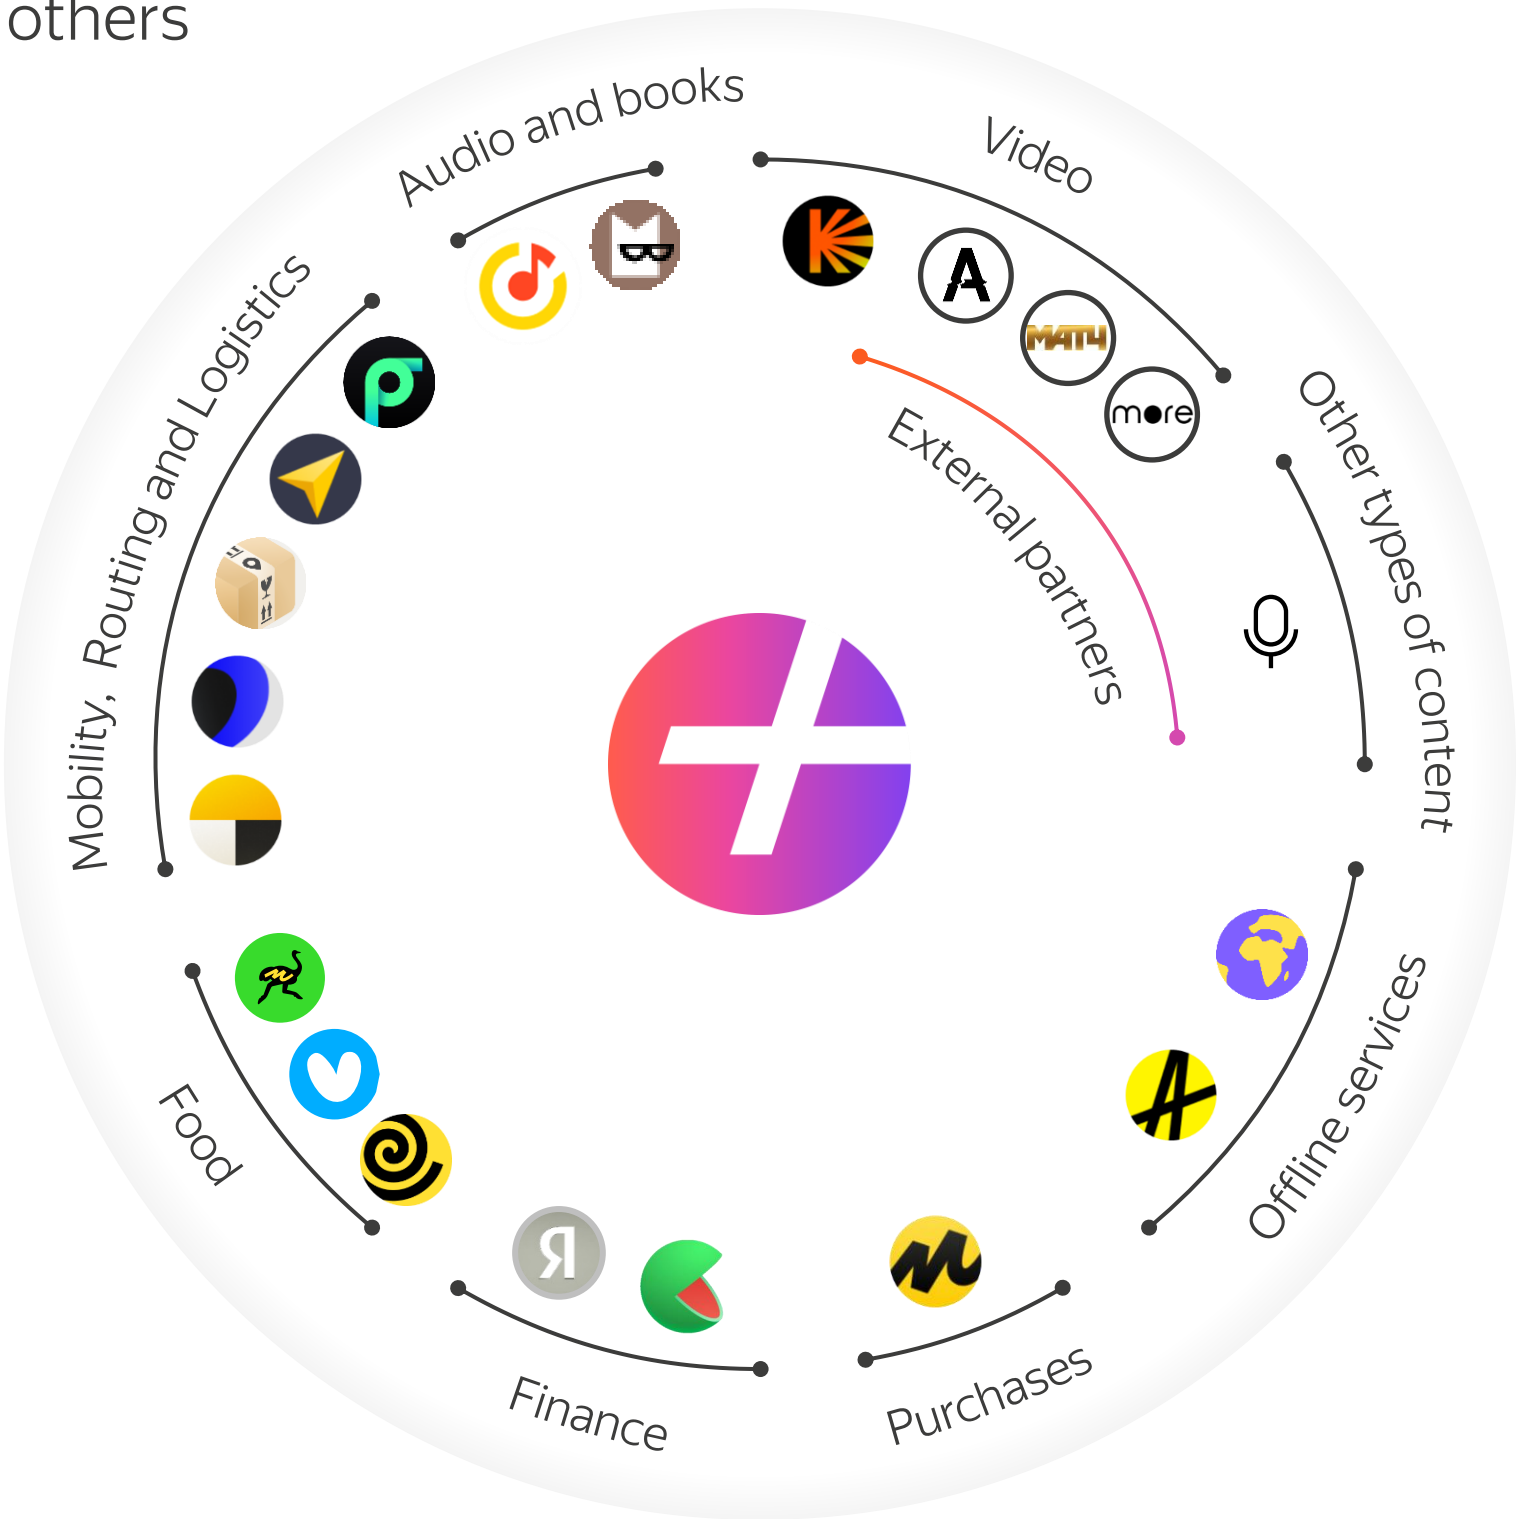 others
Audio and books
Video
Mobility, Routing and Logistics
A
МАТЧ
more
Other types of content
External partners
Offline services
Food
Я
Finance
Purchases